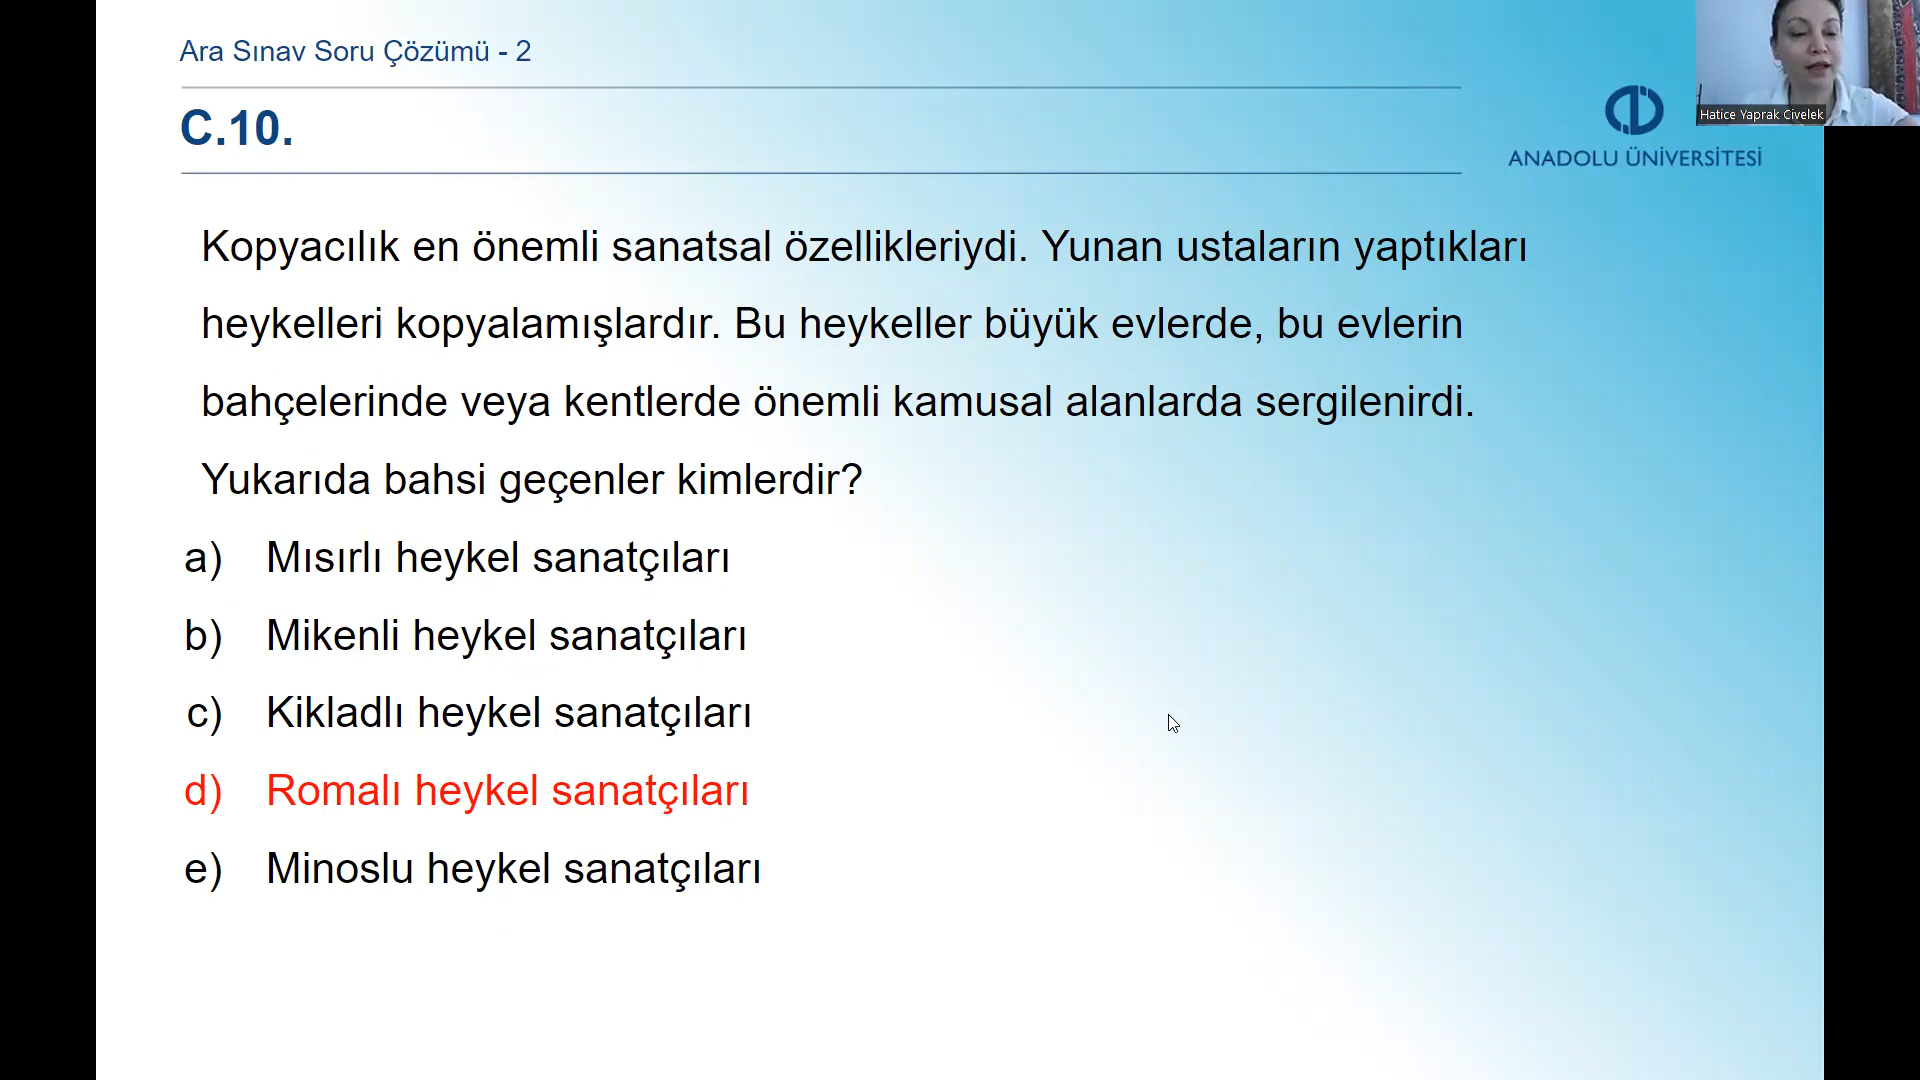 Ara Sınav Soru Çözümü - 2
C.10.
ANADOLU ÜNİVERSİTESİ
Hatice Yaprak Civelek
Kopyacılık en önemli sanatsal özellikleriydi. Yunan ustaların yaptıkları
heykelleri kopyalamışlardır. Bu heykeller büyük evlerde, bu evlerin
bahçelerinde veya kentlerde önemli kamusal alanlarda sergilenirdi.
Yukarıda bahsi geçenler kimlerdir?
a) Mısırlı heykel sanatçıları
b) Mikenli heykel sanatçıları
c) Kikladlı heykel sanatçıları
d) Romalı heykel sanatçıları
e) Minoslu heykel sanatçıları